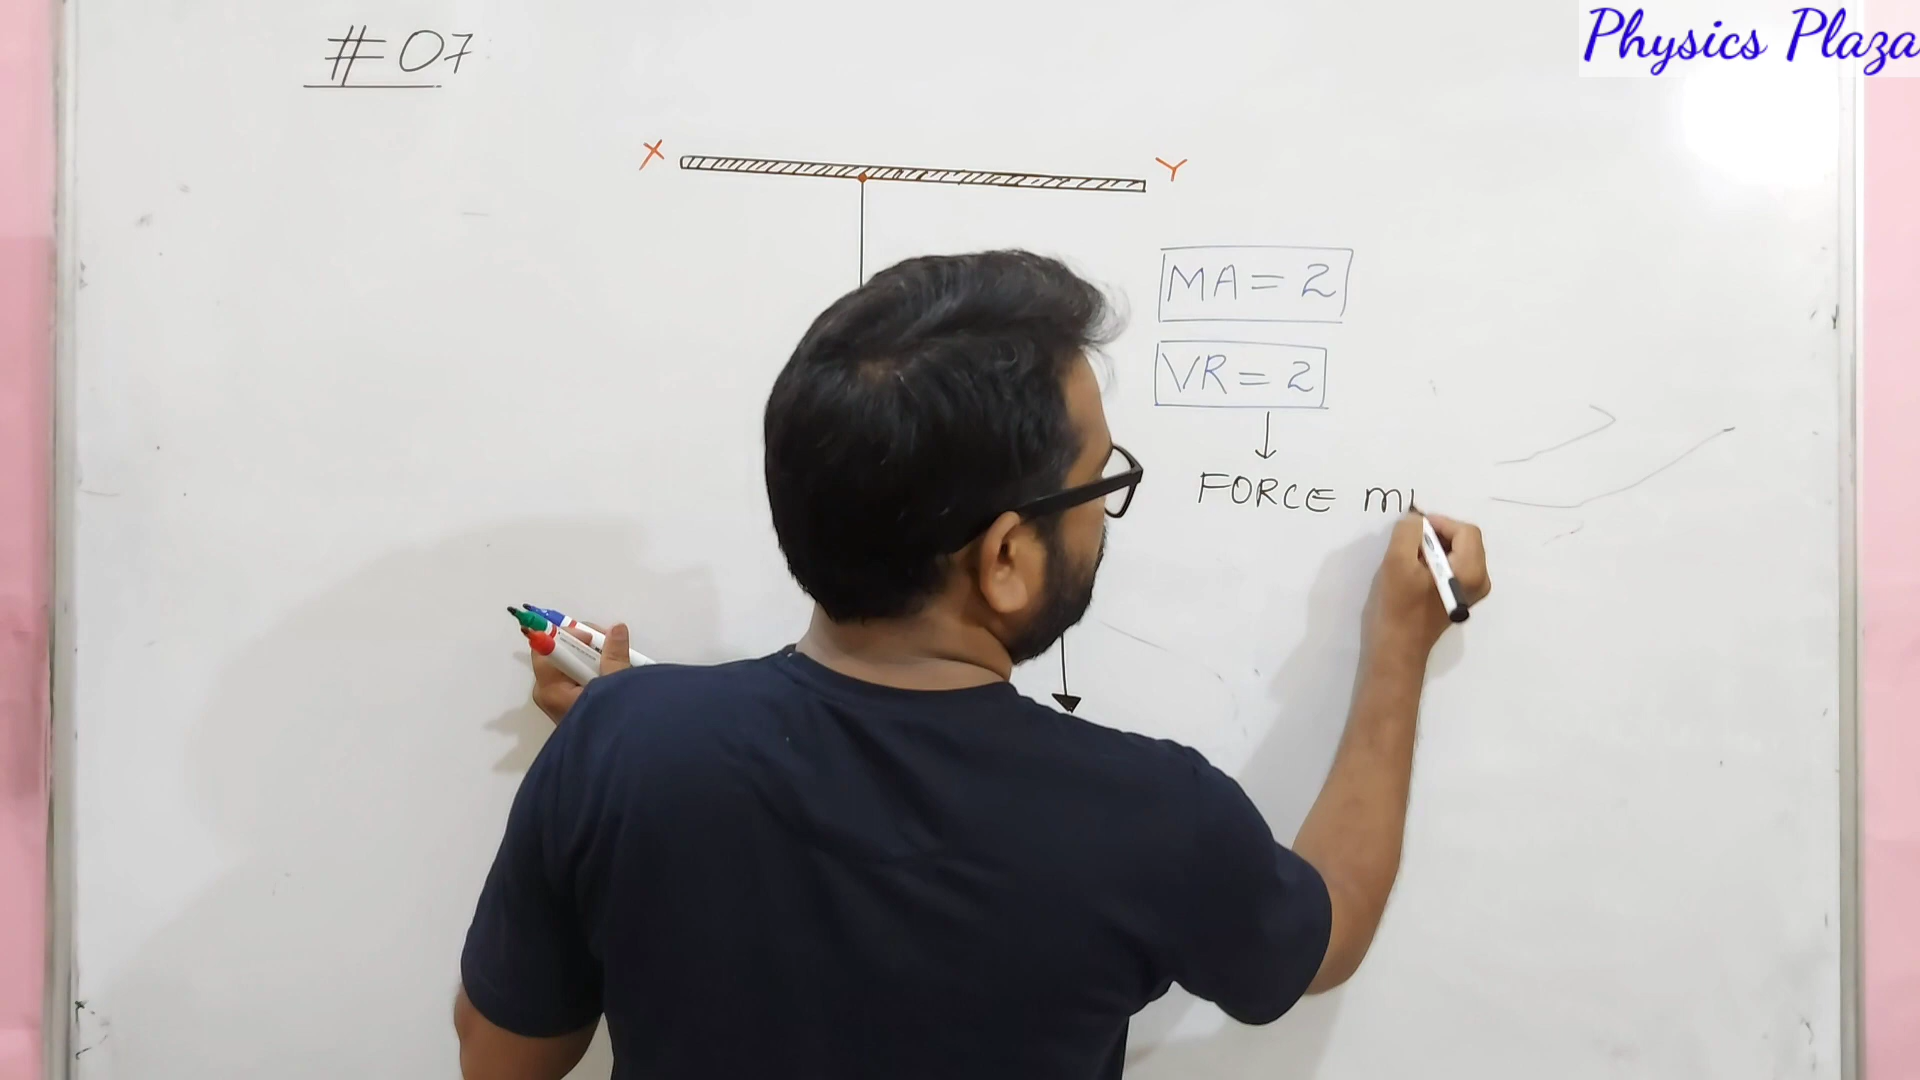 Physics Plaza
#07
X
Y
MA = 2
VR = 2
FORCE